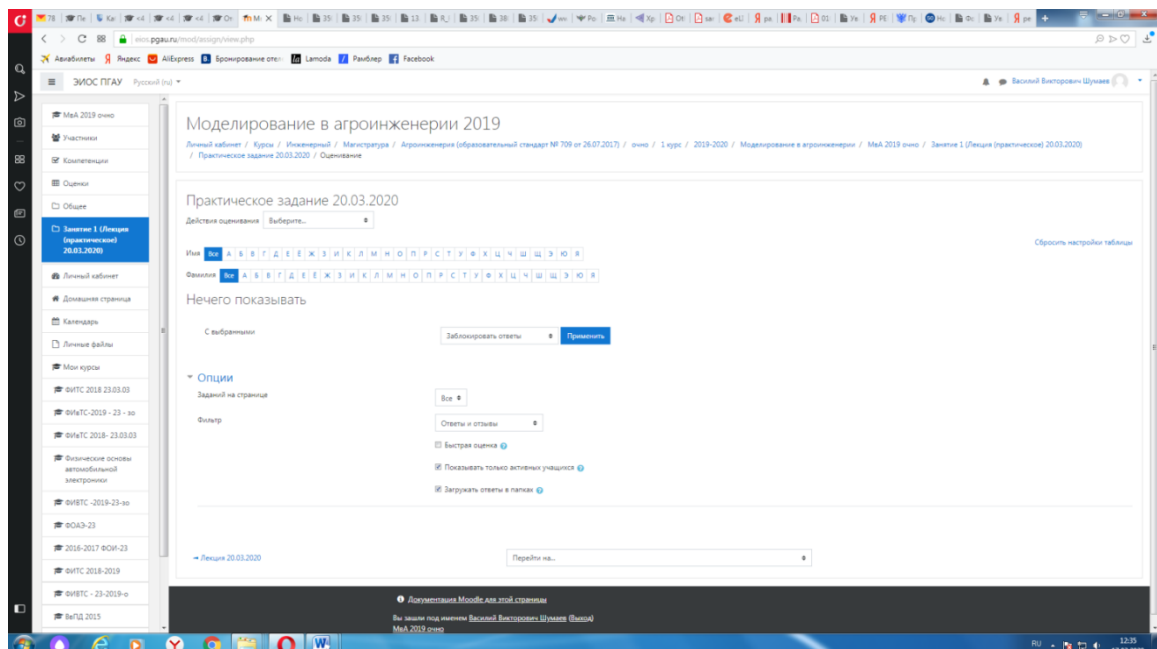 eios.pgau.ru/mod/assign/view.php
Авиабилеты Яндекс AliExpress Бронирование отел Lamoda Рамблер Facebook
ЭИОС ПГАУ Русский (ru)
Василий Викторович Шумаев
МвА 2019 очно
Участники
Компетенции
Оценки
Общее
Занятие 1 (Лекция
(практическое)
20.03.2020)
Личный кабинет
Домашняя страница
Календарь
Личные файлы
Мои курсы
ФИТС 2018 23.03.03
ФИвТС-2019 - 23 - зо
ФИвТС 2018- 23.03.03
Физические основы
автомобильной
электроники
ФИВТС -2019-23-зо
ФОАЭ-23
2016-2017 ФОИ-23
ФИТС 2018-2019
ФИВТС - 23-2019-о
ВеПД 2015
Моделирование в агроинженерии 2019
Личный кабинет / Курсы / Инженерный / Магистратура / Агроинженерия (образовательный стандарт № 709 от 26.07.2017) / очно / 1 курс / 2019-2020 / Моделирование в агроинженерии / МвА 2019 очно / Занятие 1 (Лекция (практическое) 20.03.2020)
/ Практическое задание 20.03.2020 / Оценивание
Практическое задание 20.03.2020
Действия оценивания Выберите...
Сбросить настройки таблицы
Имя Все А Б В Г Д Е Ё Ж З И К Л М Н О П Р С Т У Ф Х Ц Ч Ш Щ Э Ю Я
Фамилия Все А Б В Г Д Е Ё Ж З И К Л М Н О П Р С Т У Ф Х Ц Ч Ш Щ Э Ю Я
Нечего показывать
С выбранными Заблокировать ответы Применить
Опции
Заданий на странице Все
Фильтр Ответы и отзывы
Быстрая оценка
Показывать только активных учащихся
Загружать ответы в папках
Лекция 20.03.2020 Перейти на...
Документация Moodle для этой страницы
Вы зашли под именем Василий Викторович Шумаев (Выход)
МвА 2019 очно
RU 12:35